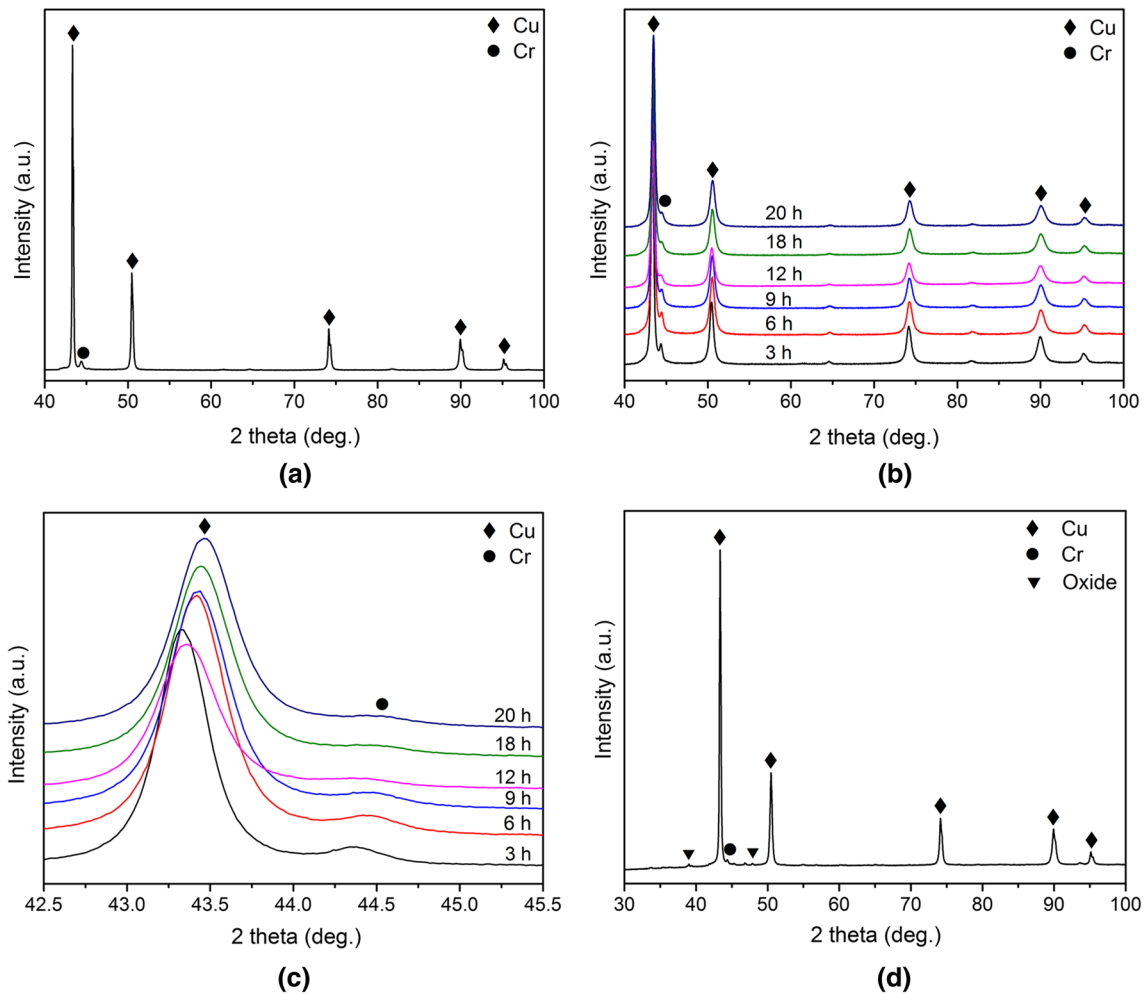 ◆ Cu
● Cr
Intensity (a.u.)
40 50 60 70 80 90 100
2 theta (deg.)
(a)
◆ Cu
● Cr
20 h
18 h
12 h
9 h
6 h
3 h
Intensity (a.u.)
40 50 60 70 80 90 100
2 theta (deg.)
(b)
◆ Cu
● Cr
20 h
18 h
12 h
9 h
6 h
3 h
Intensity (a.u.)
42.5 43.0 43.5 44.0 44.5 45.0 45.5
2 theta (deg.)
(c)
◆ Cu
● Cr
▼ Oxide
Intensity (a.u.)
30 40 50 60 70 80 90 100
2 theta (deg.)
(d)